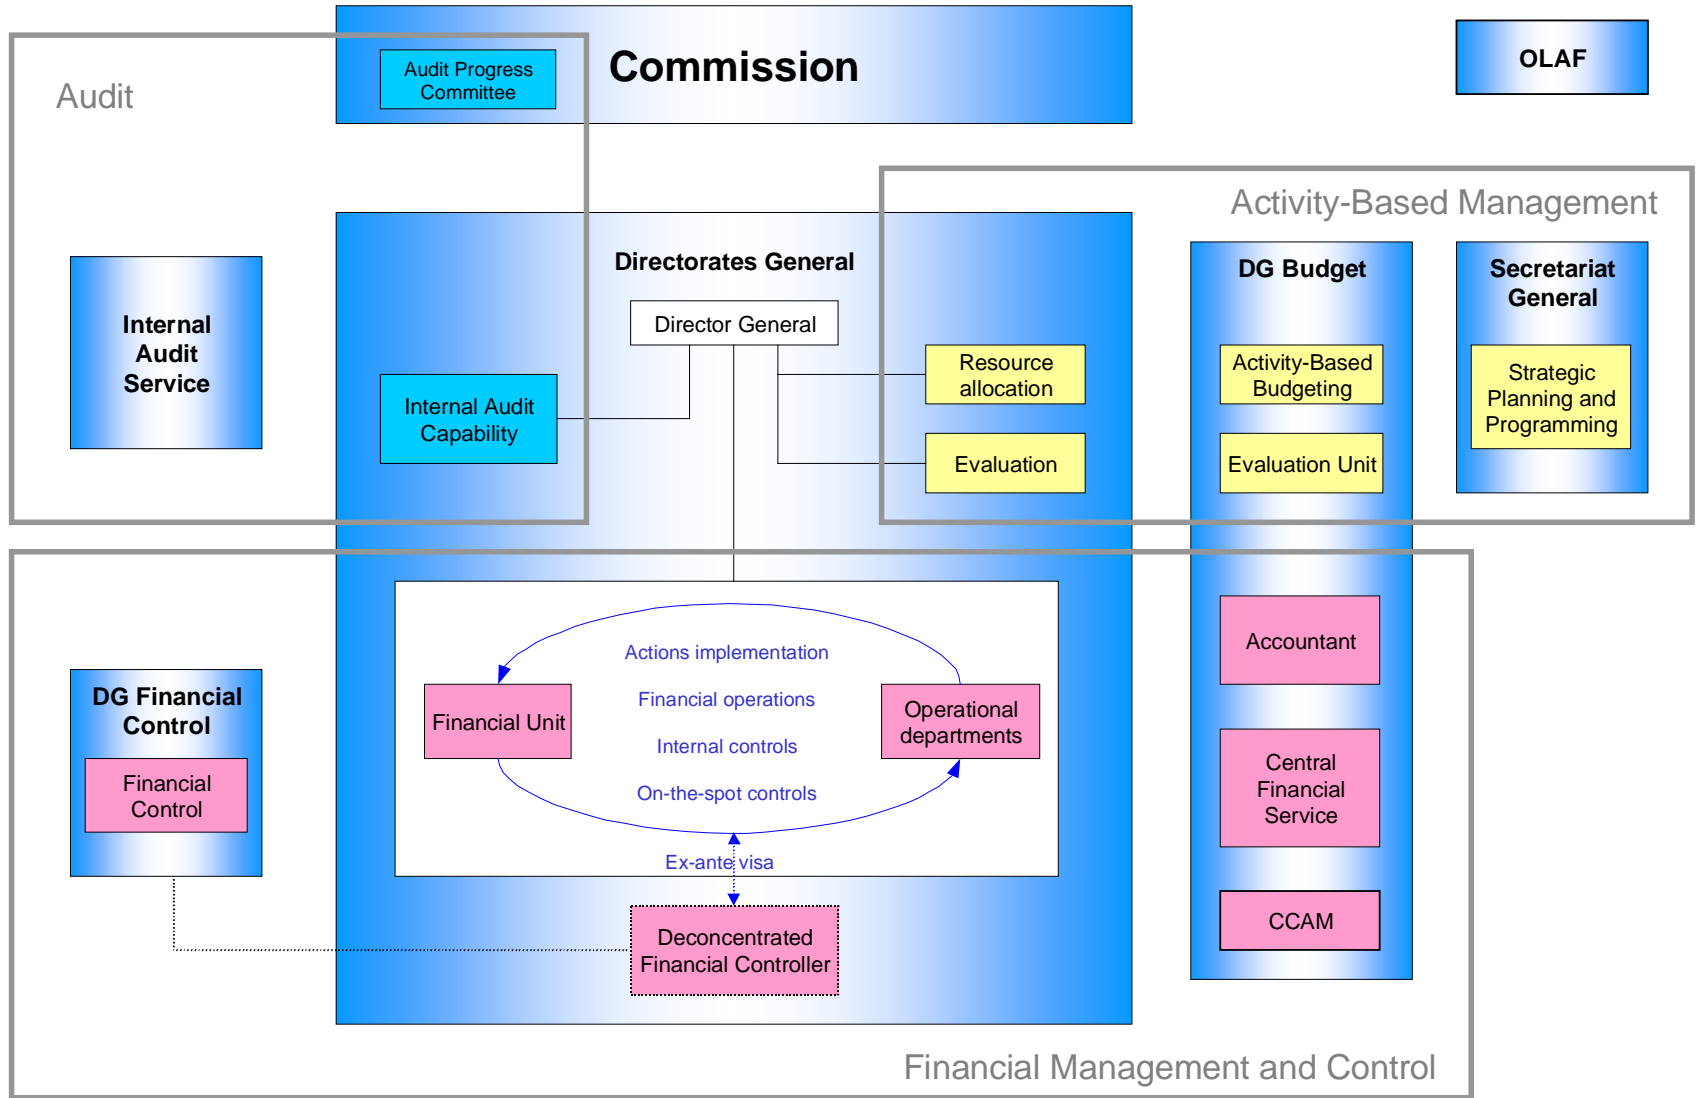 Commission
OLAF
Audit Progress
Committee
Audit
Activity-Based Management
Directorates General
DG Budget
Secretariat
General
Internal
Audit
Service
Director General
Internal Audit
Capability
Resource
allocation
Evaluation
Activity-Based
Budgeting
Evaluation Unit
Strategic
Planning and
Programming
Actions implementation
Financial operations
Internal controls
On-the-spot controls
Ex-ante visa
Financial Unit
Operational
departments
DG Financial
Control
Financial
Control
Deconcentrated
Financial Controller
Accountant
Central
Financial
Service
CCAM
Financial Management and Control